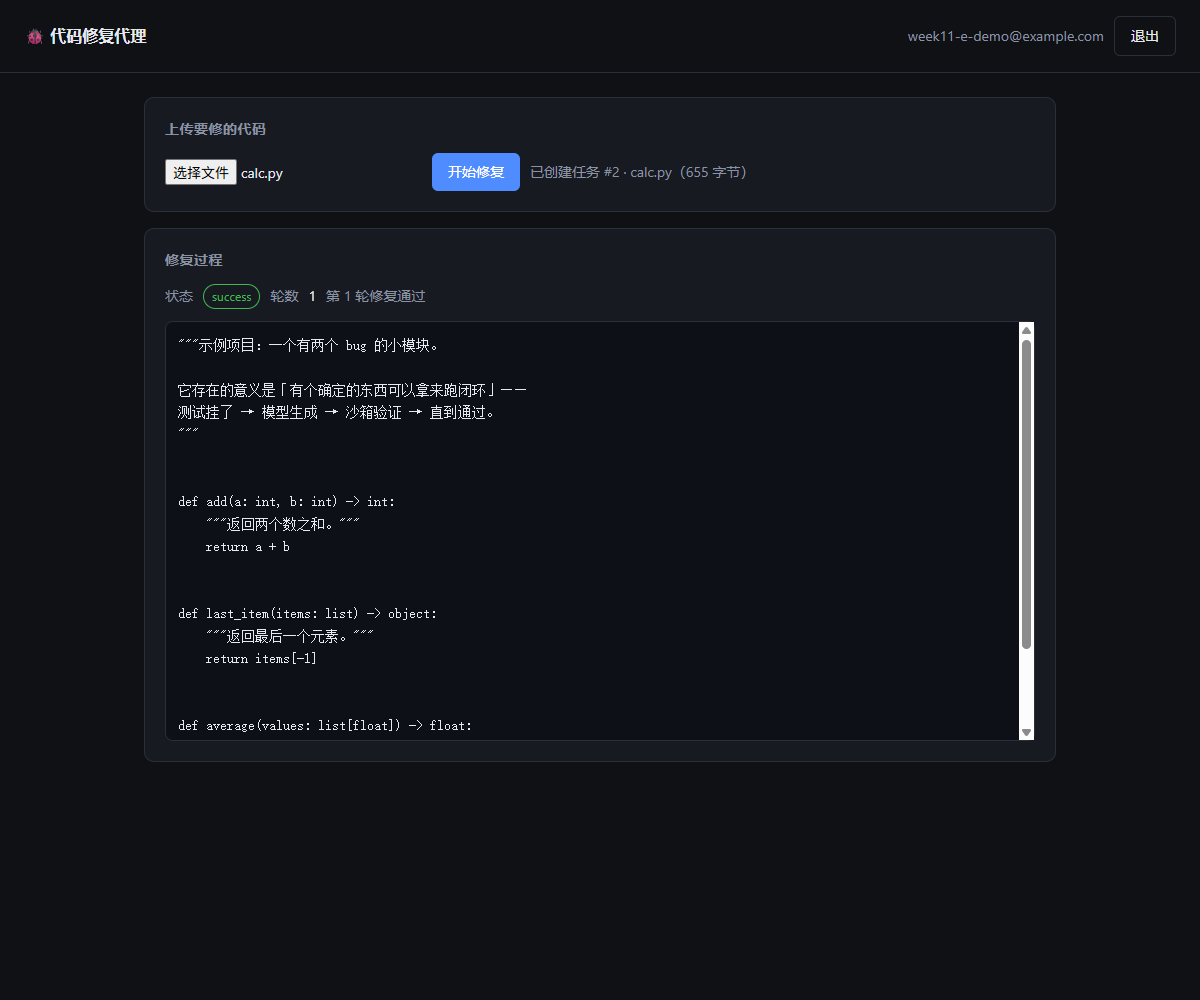 代码修复代理
week11-e-demo@example.com
退出
上传要修的代码
选择文件 calc.py
开始修复
已创建任务 #2 · calc.py（655 字节）
修复过程
状态 success 轮数 1 第 1 轮修复通过
"""示例项目：一个有两个 bug 的小模块。
它存在的意义是「有个确定的东西可以拿来跑闭环」——
测试挂了 → 模型生成 → 沙箱验证 → 直到通过。
"""
def add(a: int, b: int) -> int:
    """返回两个数之和。"""
    return a + b
def last_item(items: list) -> object:
    """返回最后一个元素。"""
    return items[-1]
def average(values: list[float]) -> float: